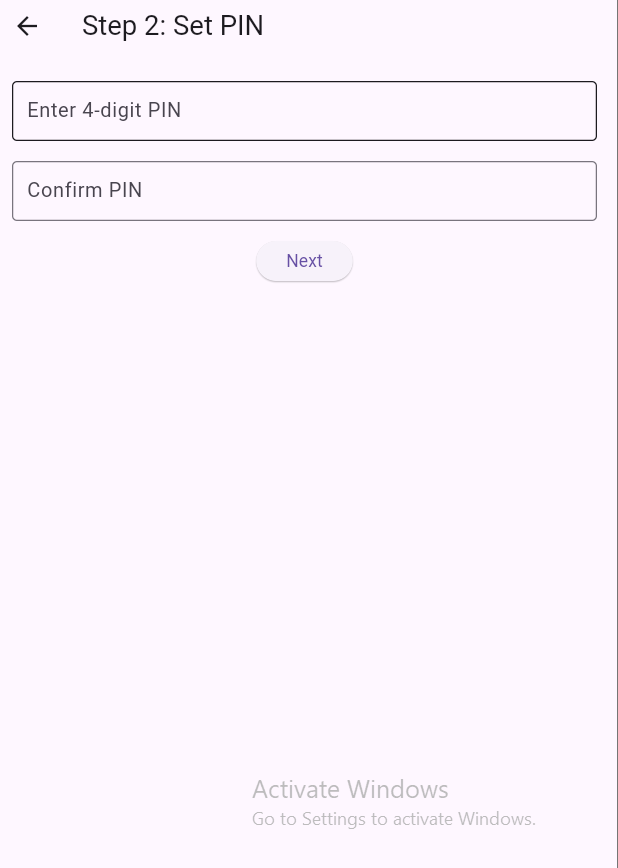 Step 2: Set PIN
Enter 4-digit PIN
Confirm PIN
Next
Activate Windows
Go to Settings to activate Windows.